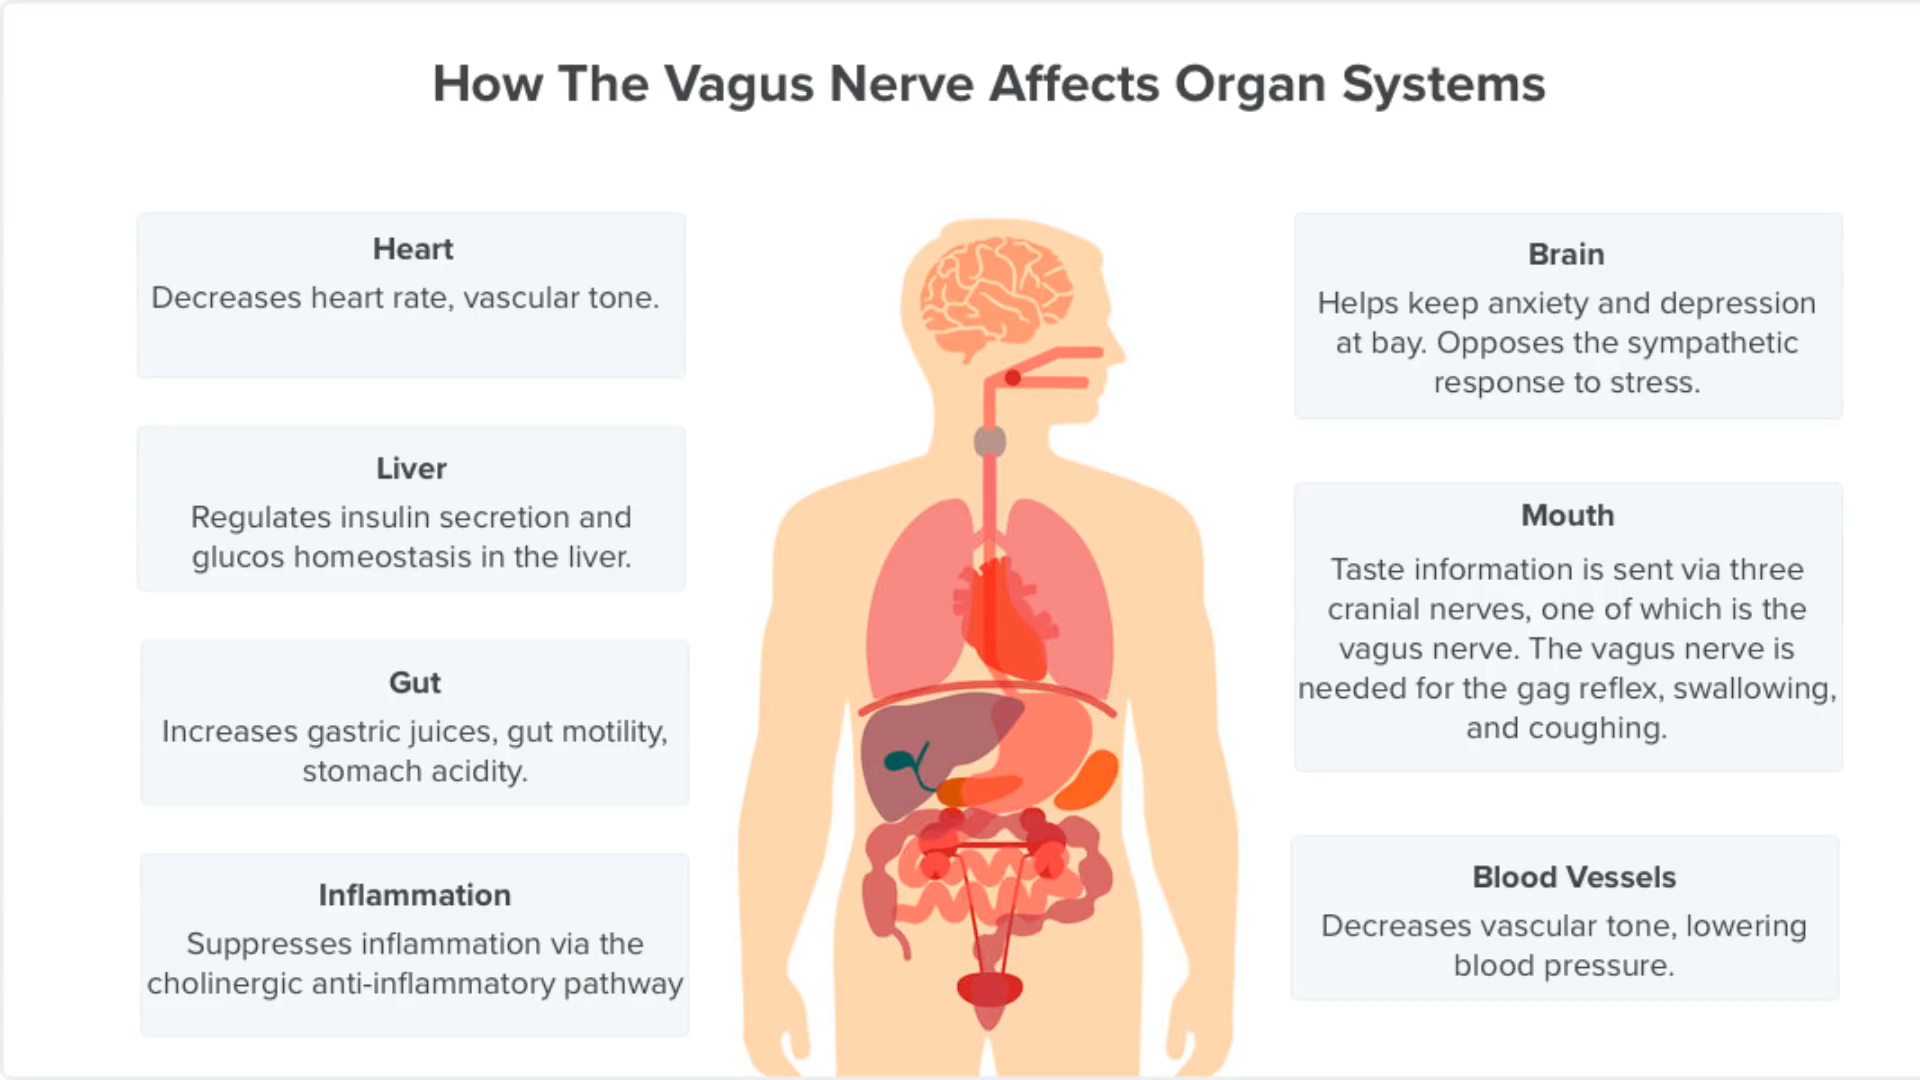 How The Vagus Nerve Affects Organ Systems
Heart
Decreases heart rate, vascular tone.
Liver
Regulates insulin secretion and
glucos homeostasis in the liver.
Gut
Increases gastric juices, gut motility,
stomach acidity.
Inflammation
Suppresses inflammation via the
cholinergic anti-inflammatory pathway
Brain
Helps keep anxiety and depression
at bay. Opposes the sympathetic
response to stress.
Mouth
Taste information is sent via three
cranial nerves, one of which is the
vagus nerve. The vagus nerve is
needed for the gag reflex, swallowing,
and coughing.
Blood Vessels
Decreases vascular tone, lowering
blood pressure.